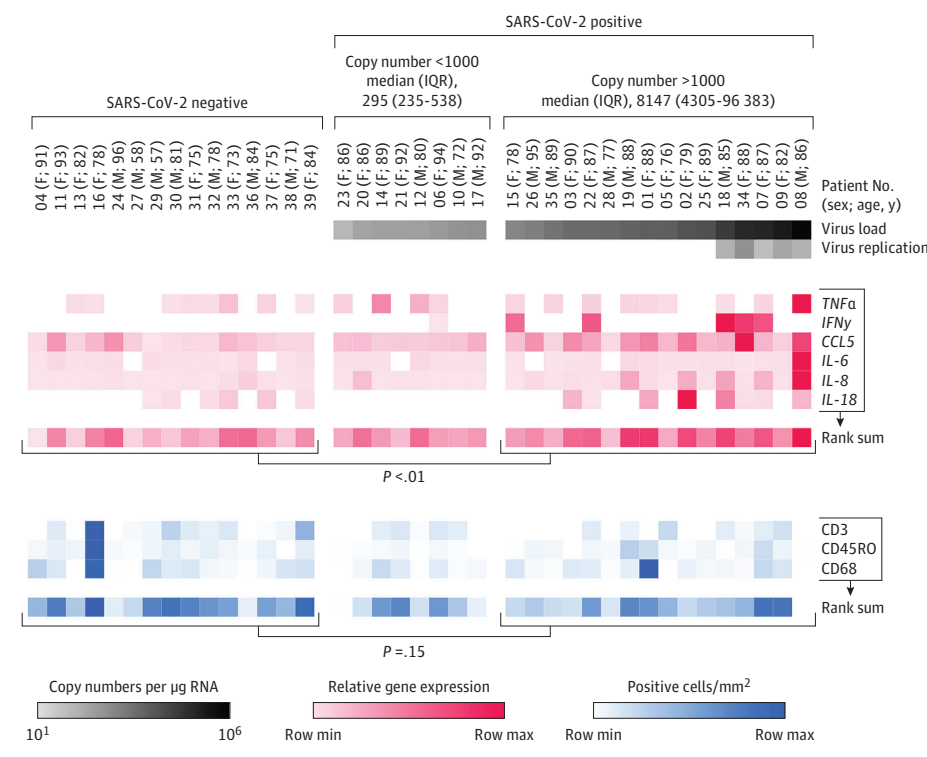 SARS-CoV-2 positive
Copy number <1000
median (IQR),
295 (235-538)
Copy number >1000
median (IQR), 8147 (4305-96 383)
SARS-CoV-2 negative
04 (F; 91)
11 (F; 93)
13 (F; 82)
16 (F; 78)
24 (M; 96)
27 (M; 58)
29 (M; 57)
30 (M; 81)
31 (F; 75)
32 (M; 78)
33 (F; 73)
36 (M; 84)
37 (F; 75)
38 (M; 71)
39 (F; 84)
23 (F; 86)
20 (F; 86)
14 (F; 89)
21 (F; 92)
12 (M; 80)
06 (F; 94)
10 (M; 72)
17 (M; 92)
15 (F; 78)
26 (M; 95)
35 (M; 89)
03 (F; 90)
22 (F; 87)
28 (M; 77)
19 (M; 88)
01 (F; 88)
05 (F; 76)
02 (F; 79)
25 (F; 89)
18 (M; 85)
34 (F; 88)
07 (F; 87)
09 (F; 82)
08 (M; 86)
Patient No.
(sex; age, y)
Virus load
Virus replication
TNFα
IFNy
CCL5
IL-6
IL-8
IL-18
Rank sum
P <.01
CD3
CD45RO
CD68
Rank sum
P =.15
Copy numbers per µg RNA
10¹ 10⁶
Relative gene expression
Row min Row max
Positive cells/mm²
Row min Row max